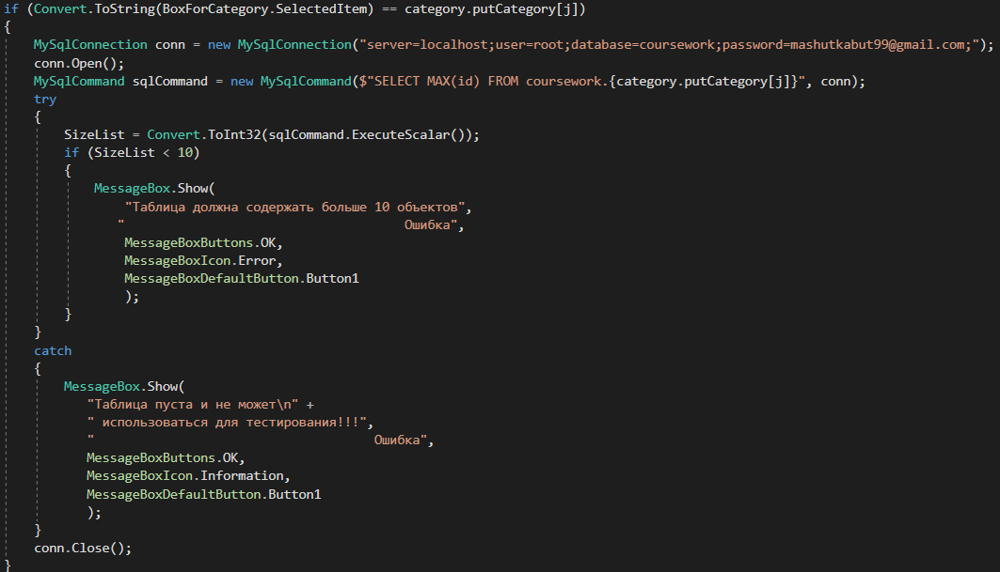 if (Convert.ToString(BoxForCategory.SelectedItem) == category.putCategory[j])
{
MySqlConnection conn = new MySqlConnection("server=localhost;user=root;database=coursework;password=mashutkabut99@gmail.com;");
conn.Open();
MySqlCommand sqlCommand = new MySqlCommand($"SELECT MAX(id) FROM coursework.{category.putCategory[j]}", conn);
try
{
SizeList = Convert.ToInt32(sqlCommand.ExecuteScalar());
if (SizeList < 10)
{
MessageBox.Show(
"Таблица должна содержать больше 10 объектов",
"                                     Ошибка",
MessageBoxButtons.OK,
MessageBoxIcon.Error,
MessageBoxDefaultButton.Button1
);
}
}
catch
{
MessageBox.Show(
"Таблица пуста и не может\n" +
" использоваться для тестирования!!!",
"                                     Ошибка",
MessageBoxButtons.OK,
MessageBoxIcon.Information,
MessageBoxDefaultButton.Button1
);
}
conn.Close();
}